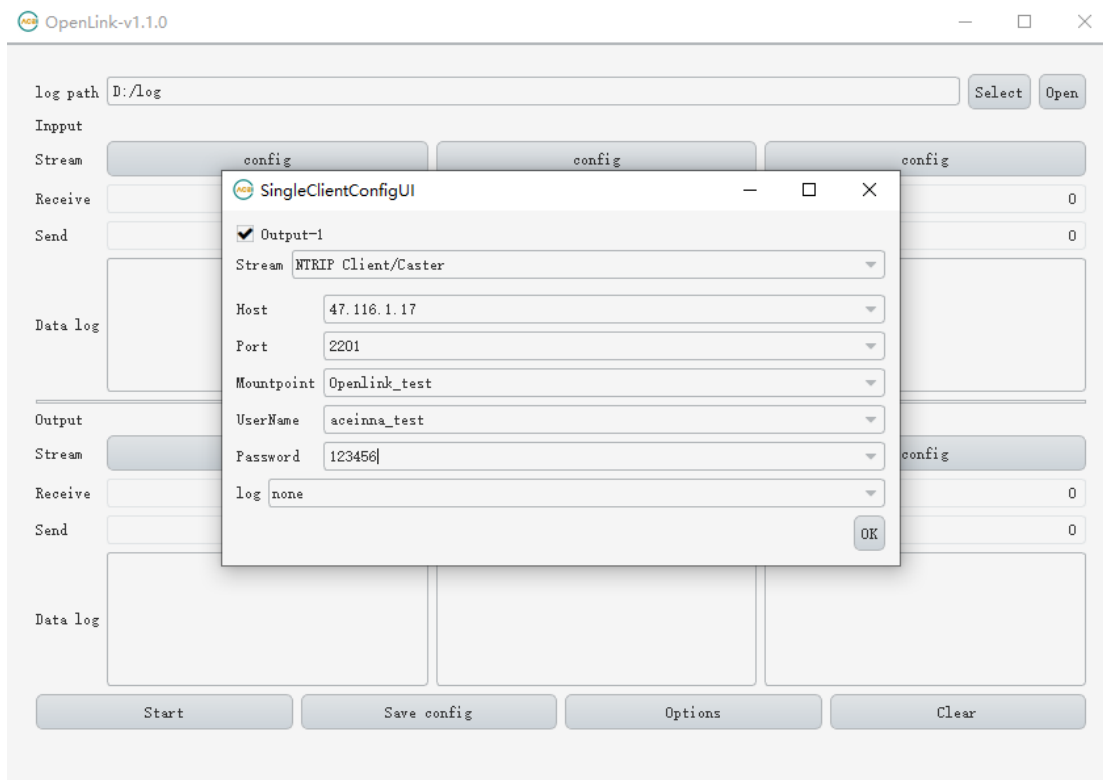 ACEI OpenLink-v1.1.0
log path D:/log Select Open
Inpput
Stream config config config
ACEI SingleClientConfigUI
Receive 0
Output-1
Send 0
Stream NTRIP Client/Caster
Host 47.116.1.17
Data log
Port 2201
Mountpoint Openlink_test
Output
UserName aceinna_test
Stream config
Password 123456
Receive 0
log none
Send 0
OK
Data log
Start Save config Options Clear